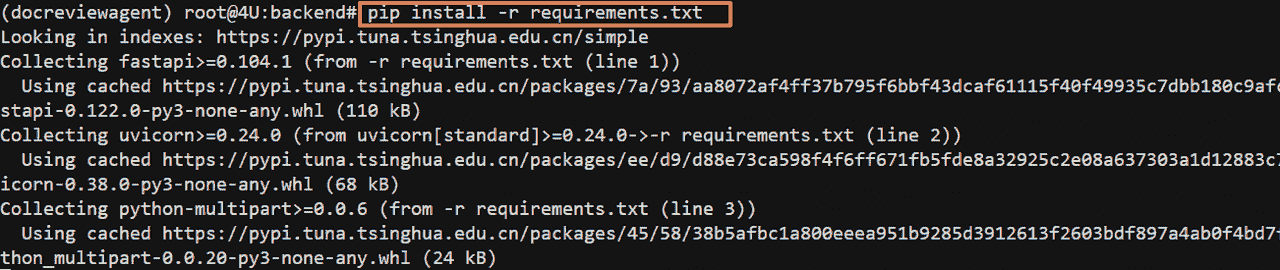 (docreviewagent) root@4U:backend# pip install -r requirements.txt
Looking in indexes: https://pypi.tuna.tsinghua.edu.cn/simple
Collecting fastapi>=0.104.1 (from -r requirements.txt (line 1))
Using cached https://pypi.tuna.tsinghua.edu.cn/packages/7a/93/aa8072af4ff37b795f6bbf43dcaf61115f40f49935c7dbb180c9afc
stapi-0.122.0-py3-none-any.whl (110 kB)
Collecting uvicorn>=0.24.0 (from uvicorn[standard]>=0.24.0->-r requirements.txt (line 2))
Using cached https://pypi.tuna.tsinghua.edu.cn/packages/ee/d9/d88e73ca598f4f6ff671fb5fde8a32925c2e08a637303a1d12883c7
icorn-0.38.0-py3-none-any.whl (68 kB)
Collecting python-multipart>=0.0.6 (from -r requirements.txt (line 3))
Using cached https://pypi.tuna.tsinghua.edu.cn/packages/45/58/38b5afbc1a800eeea951b9285d3912613f2603bdf897a4ab0f4bd7f
thon_multipart-0.0.20-py3-none-any.whl (24 kB)